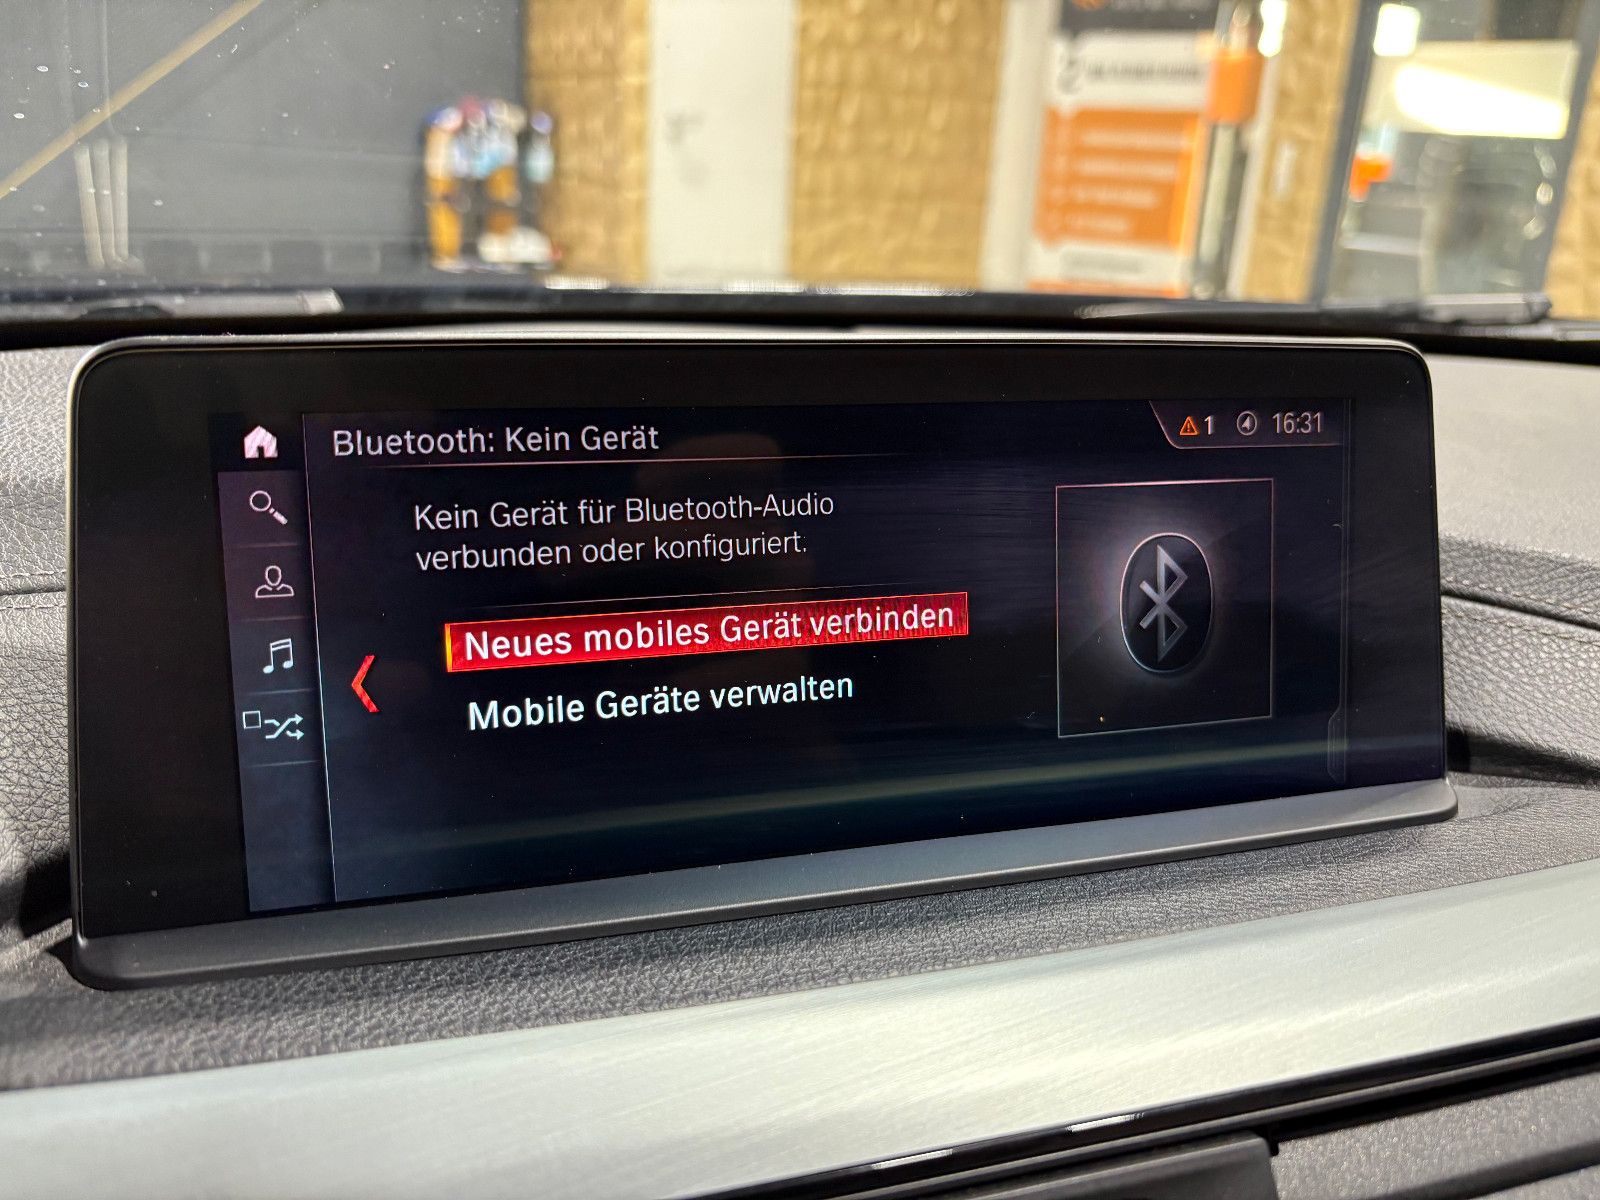 Bluetooth: Kein Gerät
1 16:31
Kein Gerät für Bluetooth-Audio
verbunden oder konfiguriert.
Neues mobiles Gerät verbinden
Mobile Geräte verwalten